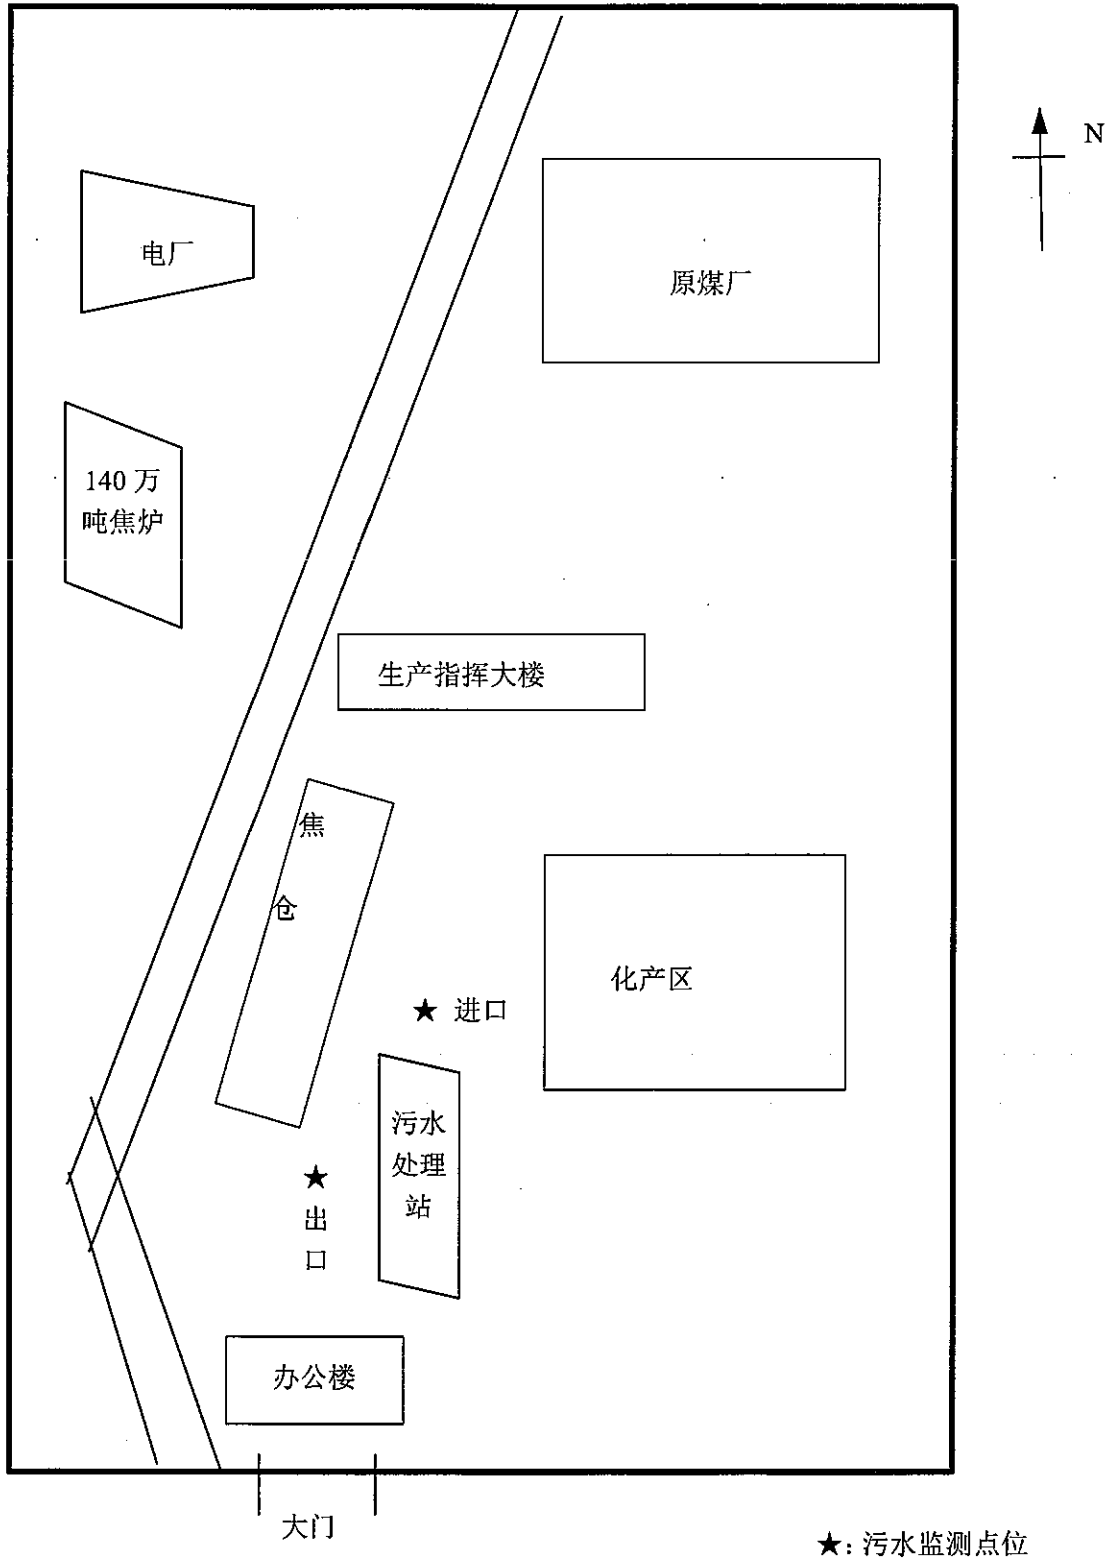 N
电厂
原煤厂
140 万
吨焦炉
生产指挥大楼
焦
仓
化产区
★ 进口
污水
处理
站
★
出
口
办公楼
大门
★: 污水监测点位